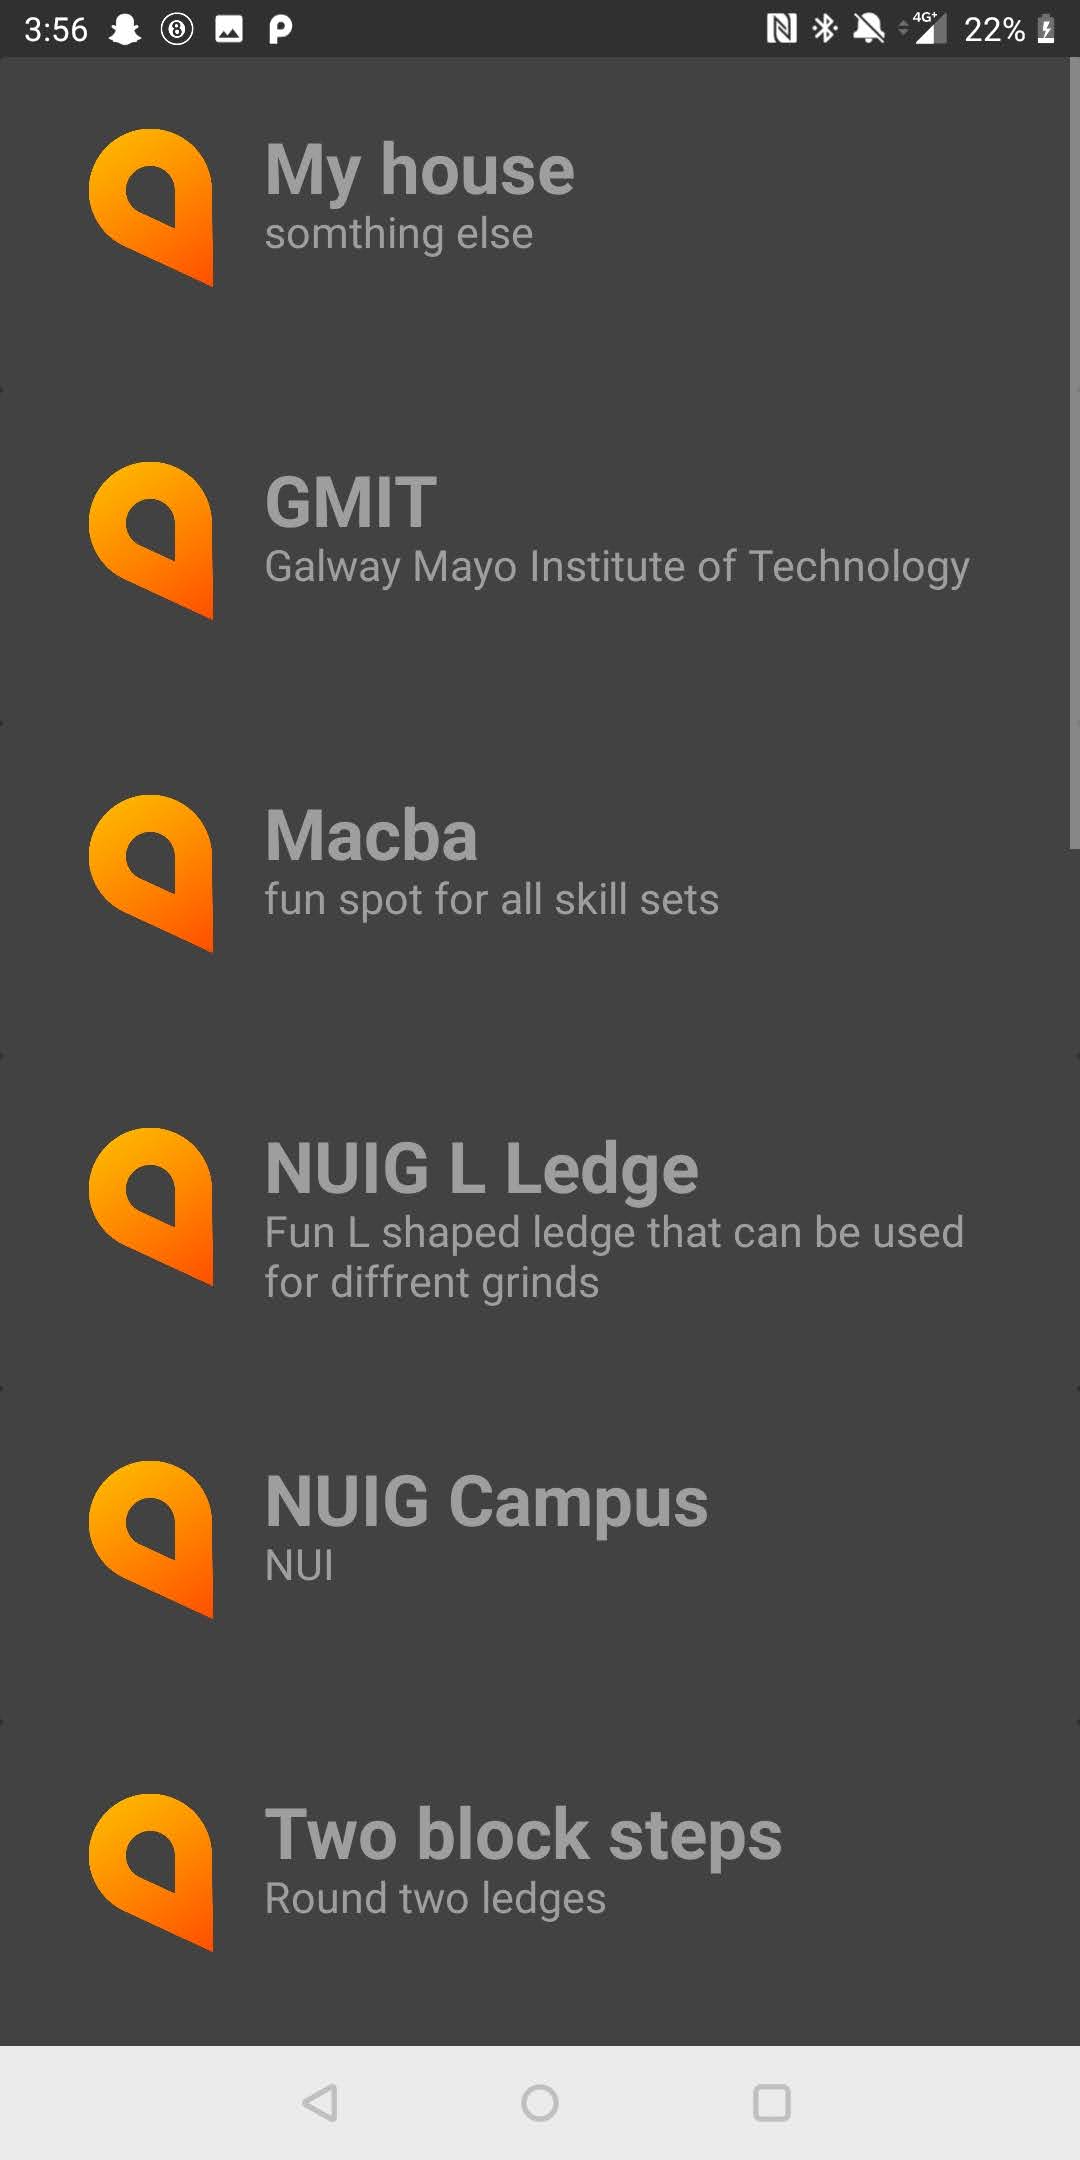 3:56
4G+ 22%
My house
somthing else
GMIT
Galway Mayo Institute of Technology
Macba
fun spot for all skill sets
NUIG L Ledge
Fun L shaped ledge that can be used
for diffrent grinds
NUIG Campus
NUI
Two block steps
Round two ledges